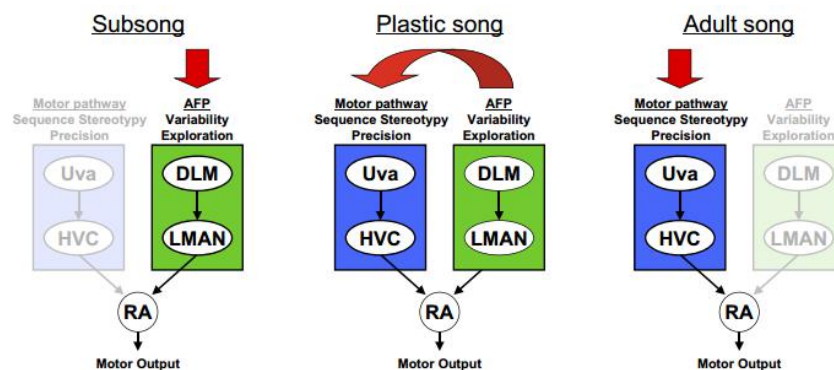 Subsong
Motor pathway
Sequence Stereotypy
Precision
AFP
Variability
Exploration
Uva
HVC
DLM
LMAN
RA
Motor Output
Plastic song
Motor pathway
Sequence Stereotypy
Precision
AFP
Variability
Exploration
Uva
HVC
DLM
LMAN
RA
Motor Output
Adult song
Motor pathway
Sequence Stereotypy
Precision
AFP
Variability
Exploration
Uva
HVC
DLM
LMAN
RA
Motor Output